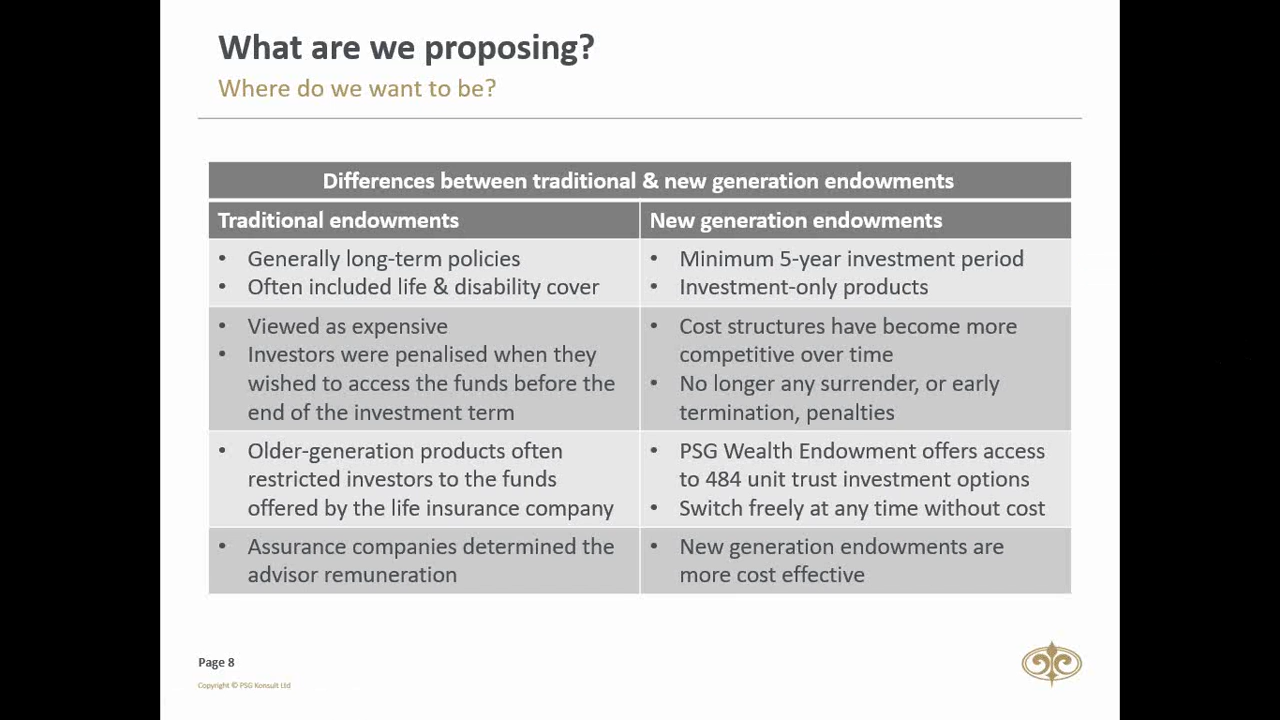 What are we proposing?
Where do we want to be?
Differences between traditional & new generation endowments
Traditional endowments
New generation endowments
• Generally long-term policies
• Often included life & disability cover
• Minimum 5-year investment period
• Investment-only products
• Viewed as expensive
• Investors were penalised when they
wished to access the funds before the
end of the investment term
• Cost structures have become more
competitive over time
• No longer any surrender, or early
termination, penalties
• Older-generation products often
restricted investors to the funds
offered by the life insurance company
• PSG Wealth Endowment offers access
to 484 unit trust investment options
• Switch freely at any time without cost
• Assurance companies determined the
advisor remuneration
• New generation endowments are
more cost effective
Page 8
Copyright © PSG Konsult Ltd